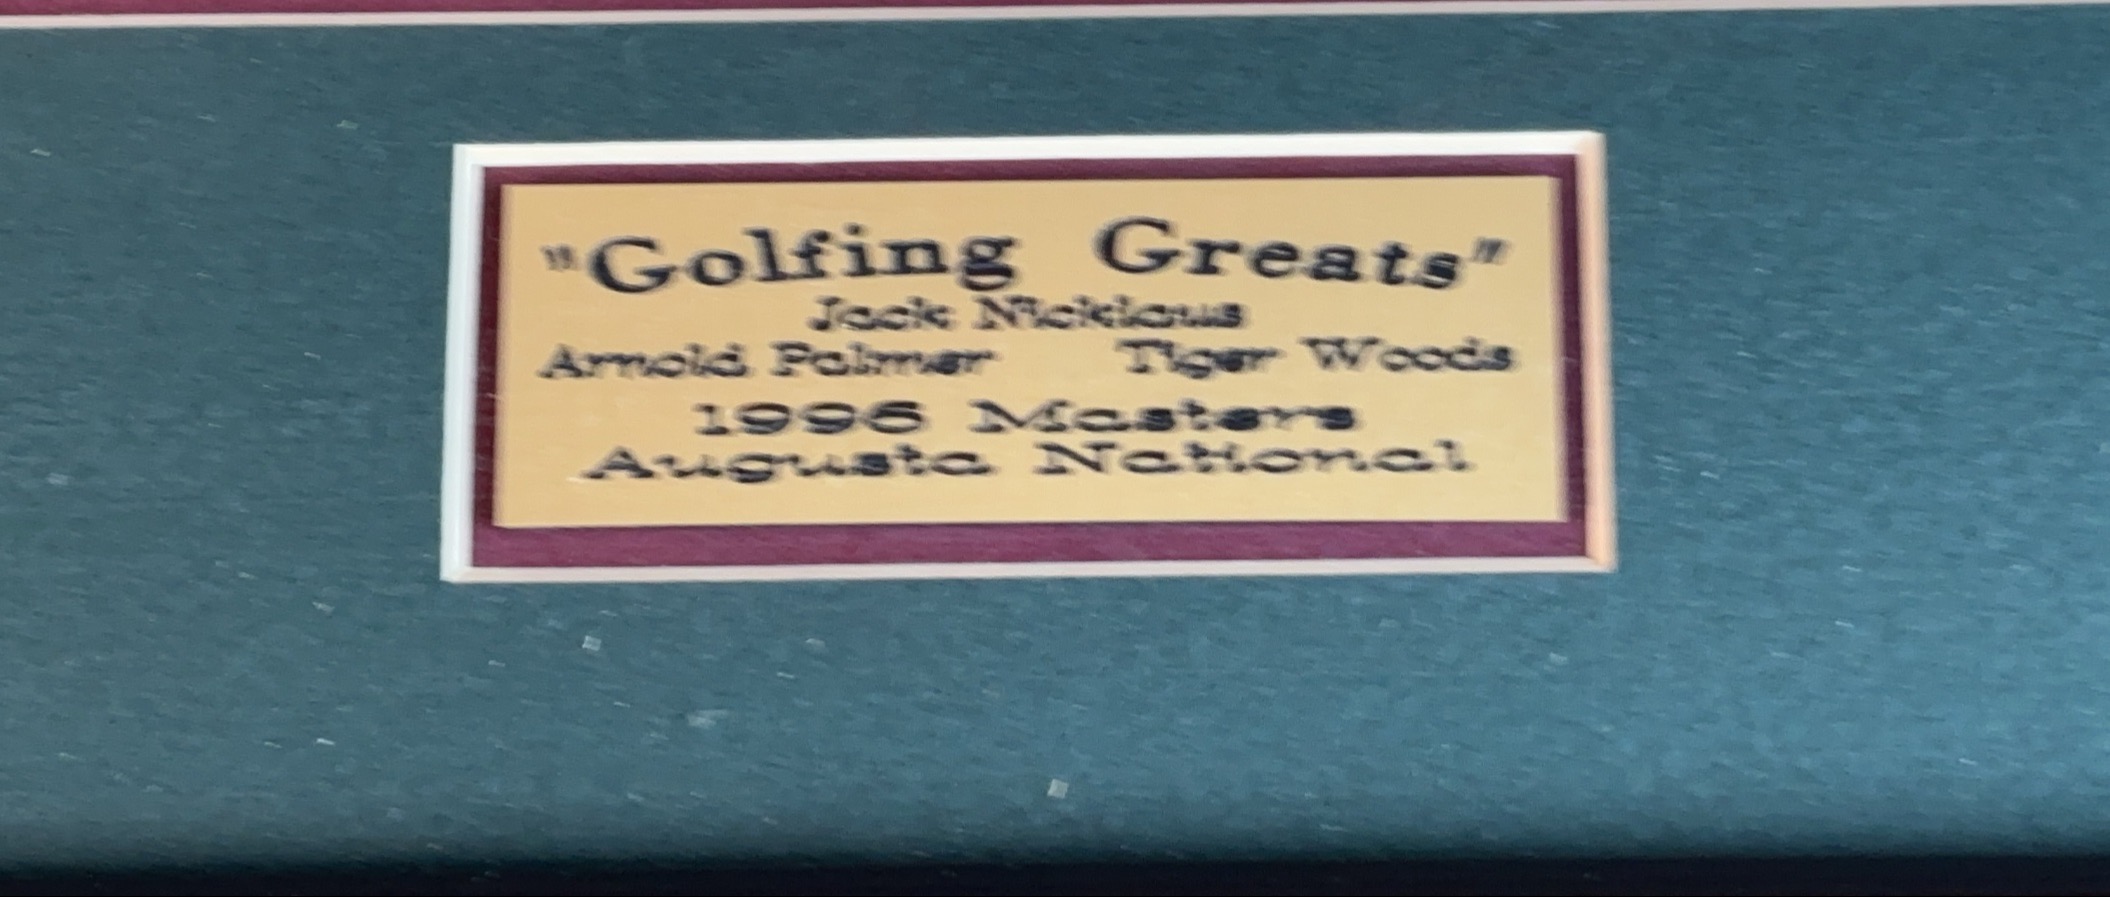 "Golfing Greats"
Jack Nicklaus
Arnold Palmer Tiger Woods
1996 Masters
Augusta National